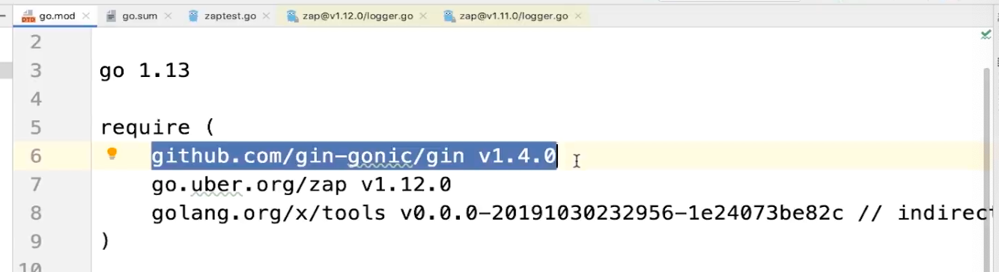 go.mod go.sum zaptest.go zap@v1.12.0/logger.go zap@v1.11.0/logger.go
2
3 go 1.13
4
5 require (
6 github.com/gin-gonic/gin v1.4.0
7 go.uber.org/zap v1.12.0
8 golang.org/x/tools v0.0.0-20191030232956-1e24073be82c // indirect
9 )
10